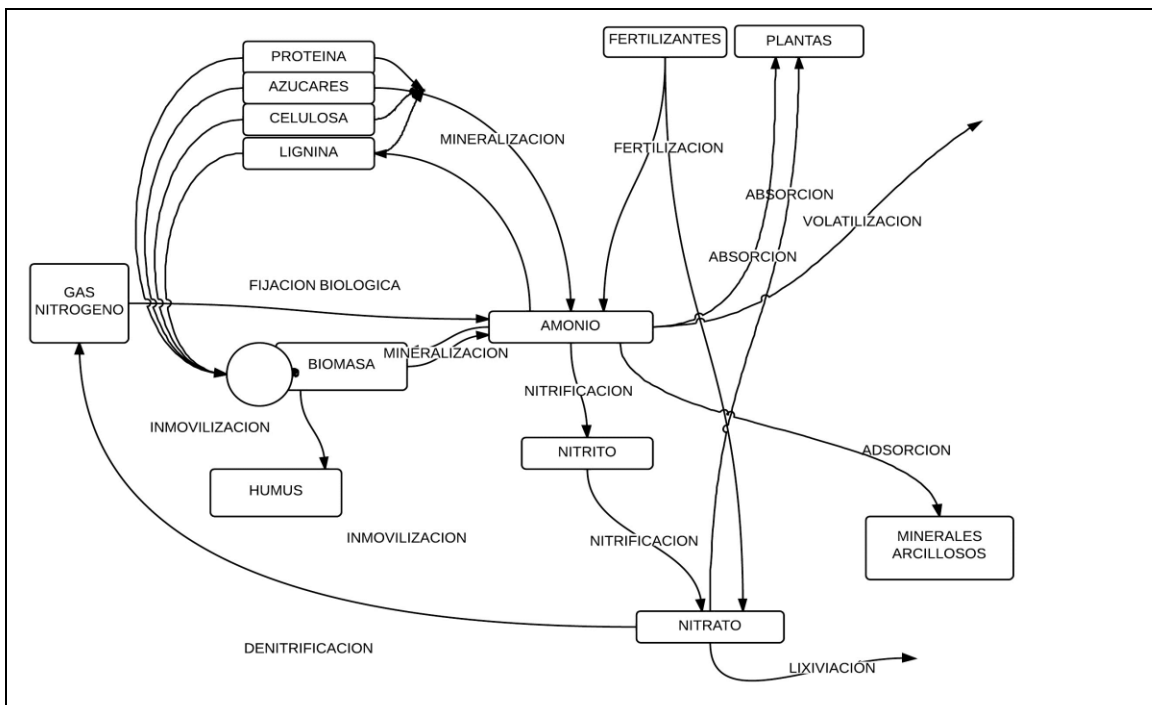 PROTEINA
AZUCARES
CELULOSA
LIGNINA
FERTILIZANTES
PLANTAS
MINERALIZACION
FERTILIZACION
ABSORCION
VOLATILIZACION
ABSORCION
GAS
NITROGENO
FIJACION BIOLOGICA
AMONIO
BIOMASA
MINERALIZACION
NITRIFICACION
INMOVILIZACION
NITRITO
ADSORCION
HUMUS
INMOVILIZACION
NITRIFICACION
MINERALES
ARCILLOSOS
NITRATO
DENITRIFICACION
LIXIVIACIÓN